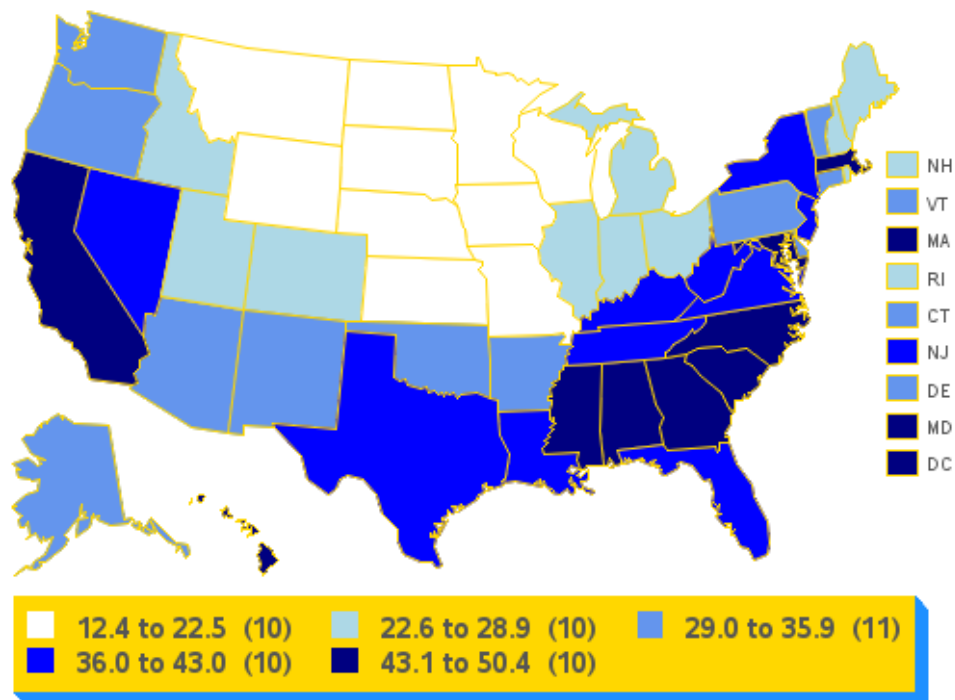 NH
VT
MA
RI
CT
NJ
DE
MD
DC
12.4 to 22.5 (10) 22.6 to 28.9 (10) 29.0 to 35.9 (11)
36.0 to 43.0 (10) 43.1 to 50.4 (10)